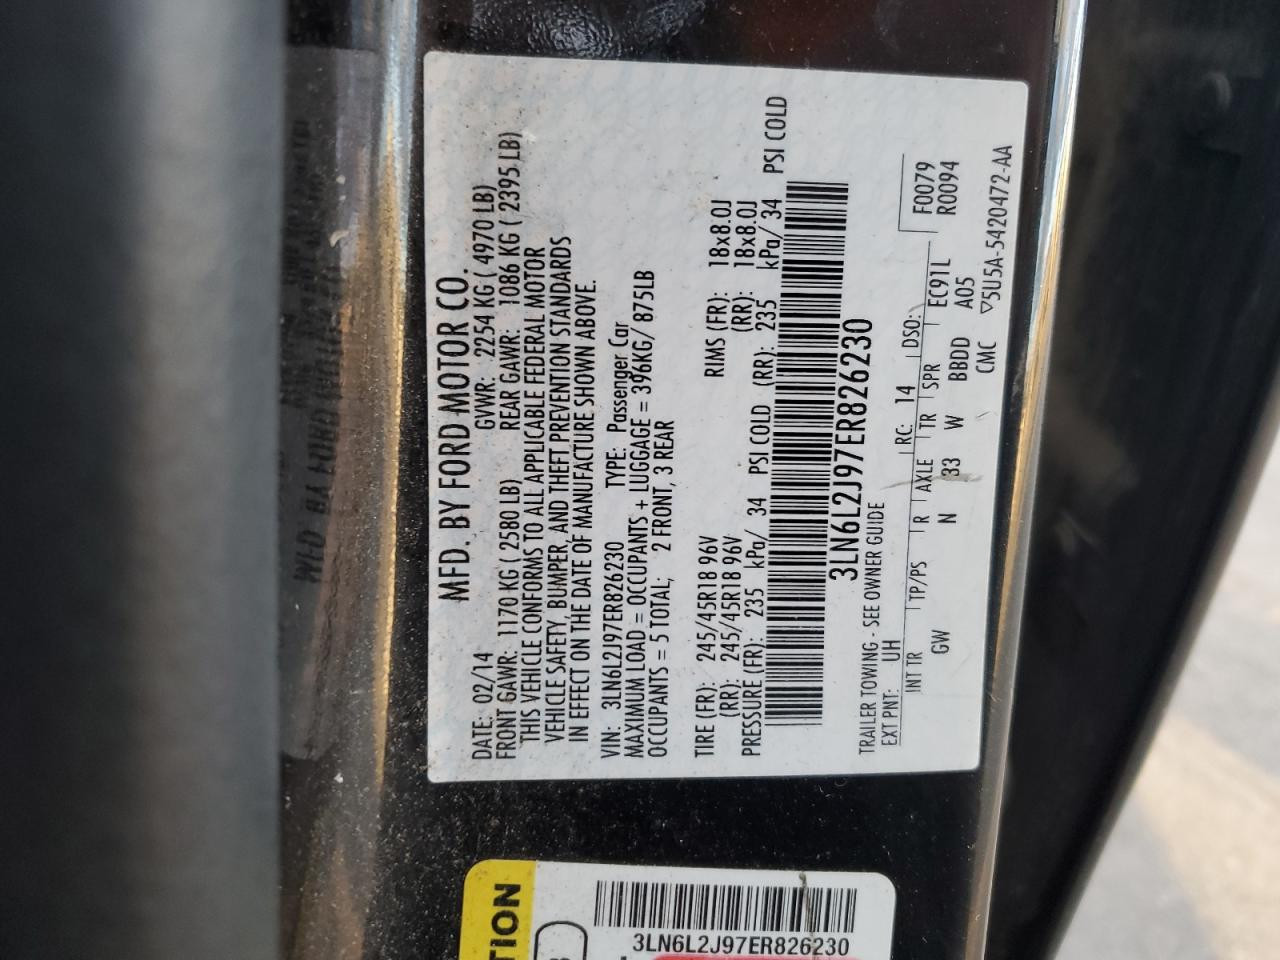 MFD. BY FORD MOTOR CO.
DATE: 02/14 GVWR: 2254 KG ( 4970 LB)
FRONT GAWR: 1170 KG ( 2580 LB) REAR GAWR: 1086 KG ( 2395 LB)
THIS VEHICLE CONFORMS TO ALL APPLICABLE FEDERAL MOTOR
VEHICLE SAFETY, BUMPER, AND THEFT PREVENTION STANDARDS
IN EFFECT ON THE DATE OF MANUFACTURE SHOWN ABOVE.
VIN: 3LN6L2J97ER826230 TYPE: Passenger Car
MAXIMUM LOAD = OCCUPANTS + LUGGAGE = 396KG/ 875LB
OCCUPANTS = 5 TOTAL; 2 FRONT, 3 REAR
TIRE (FR): 245/45R18 96V RIMS (FR): 18x8.0J
(RR): 245/45R18 96V (RR): 18x8.0J
PRESSURE (FR): 235 kPa/ 34 PSI COLD (RR): 235 kPa/ 34 PSI COLD
3LN6L2J97ER826230
TRAILER TOWING - SEE OWNER GUIDE
EXT PNT: UH RC: 14 DSO: F0079
INT TR TP/PS R AXLE TR SPR EC91L R0094
GW N 33 W BBDD A05
CMC ▽5U5A-5420472-AA
TION
3LN6L2J97ER826230